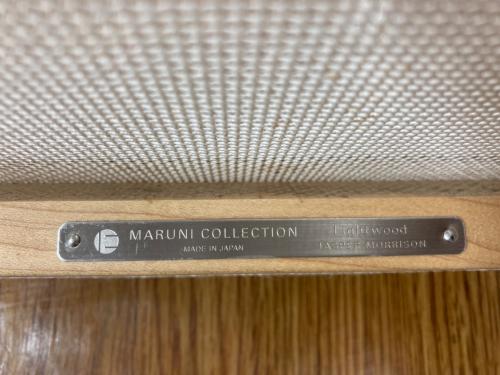 MARUNI COLLECTION
MADE IN JAPAN
Lightwood
JASPER MORRISON